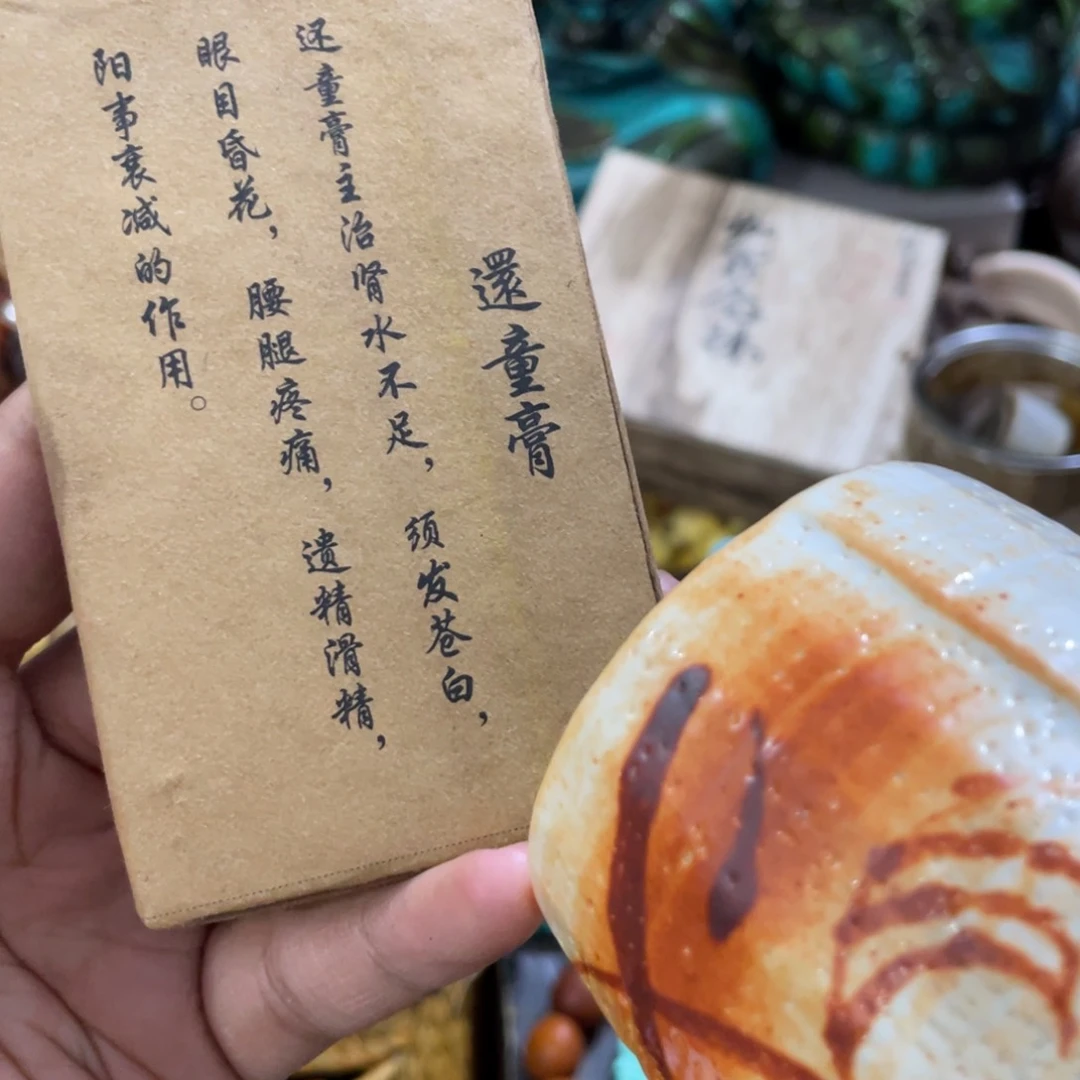 還童膏
还童膏主治肾水不足，须发苍白，
眼目昏花，腰腿疼痛，遗精滑精，
阳事衰减的作用。